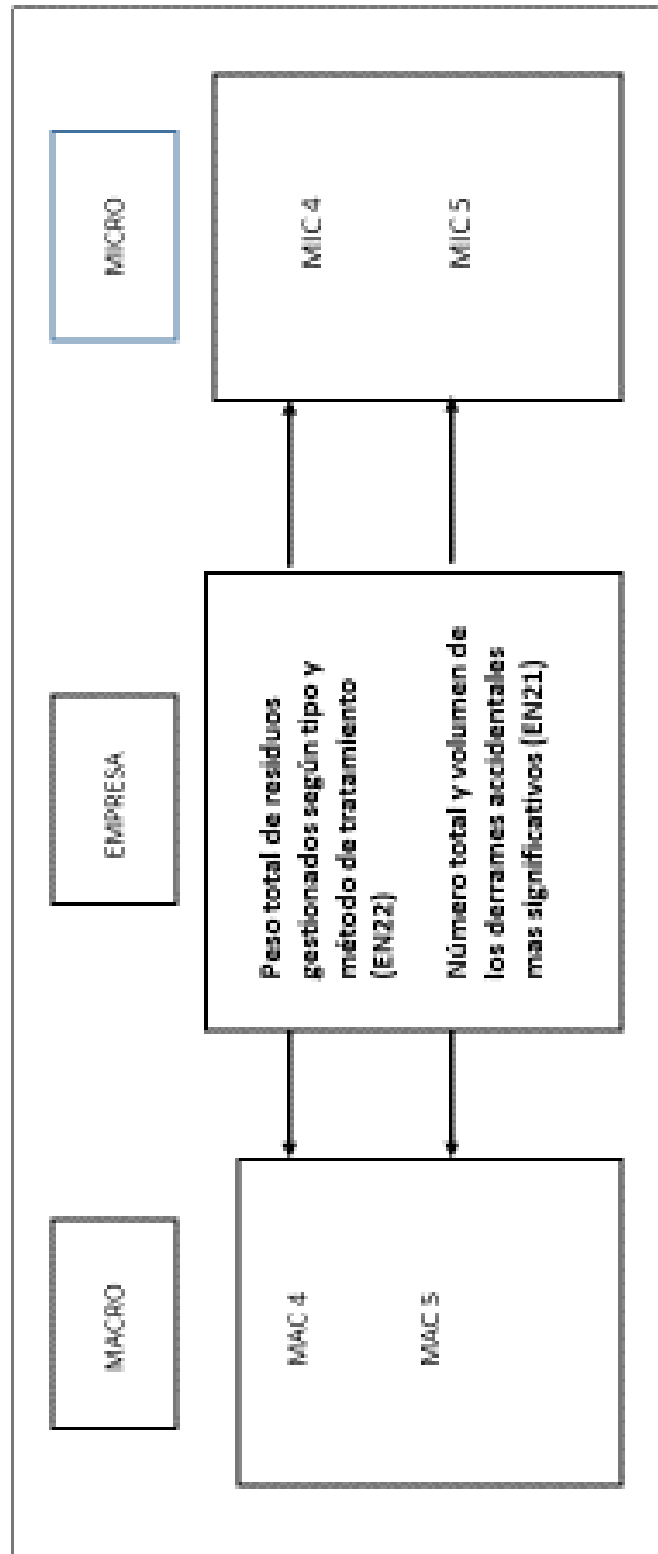 MACRO
EMPRESA
MICRO
MAC 4
MAC 5
Peso total de residuos
gestionados según tipo y
método de tratamiento
(EN22)
Número total y volumen de
los derrames accidentales
mas significativos (EN21)
MIC 4
MIC 5